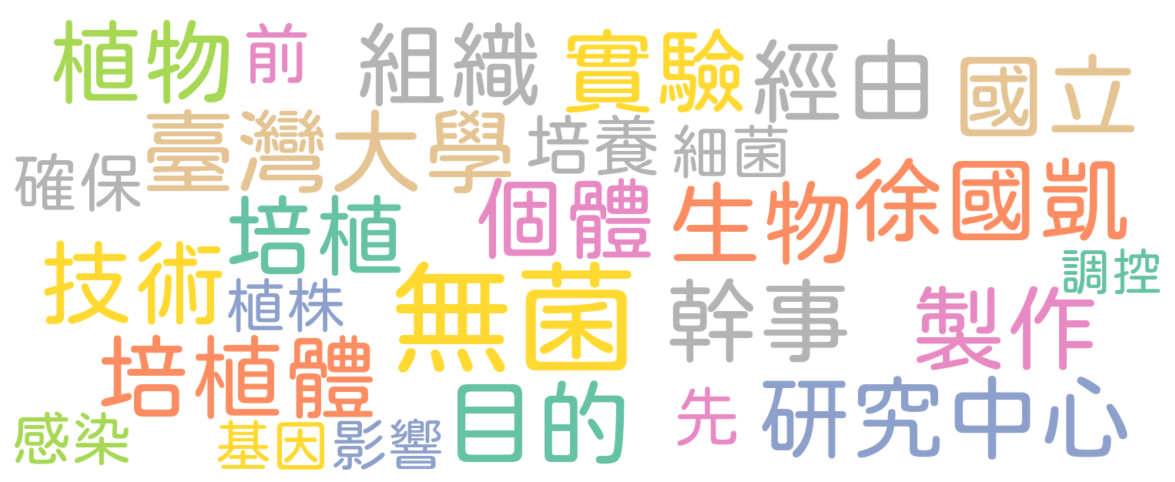 植物 前 組織 實驗 經由 國立
臺灣大學 培養 細菌
確保 個體 生物 徐國凱
培植 技術 調控
植株 無菌 幹事 製作
培植體 目的 先 研究中心
感染 基因 影響